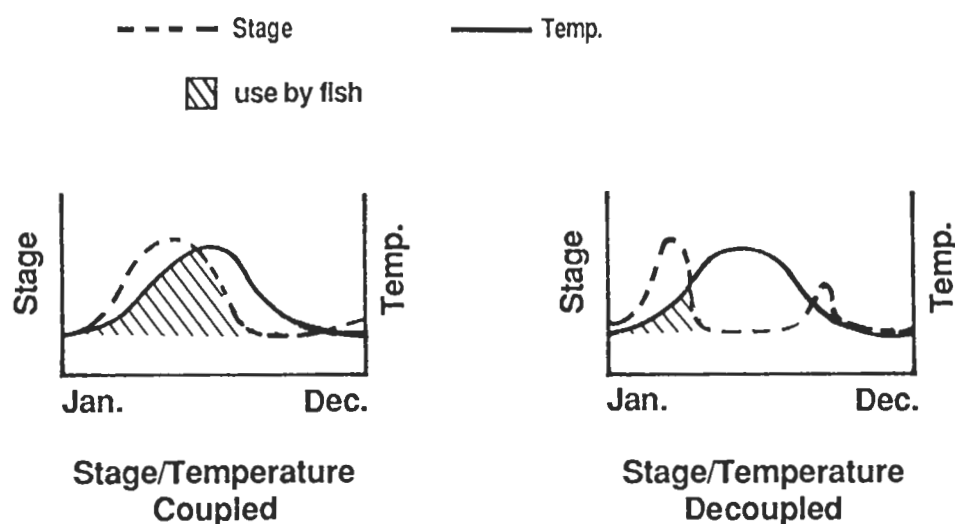 Stage
Temp.
use by fish
Stage
Temp.
Jan.
Dec.
Stage/Temperature
Coupled
Stage
Temp.
Jan.
Dec.
Stage/Temperature
Decoupled